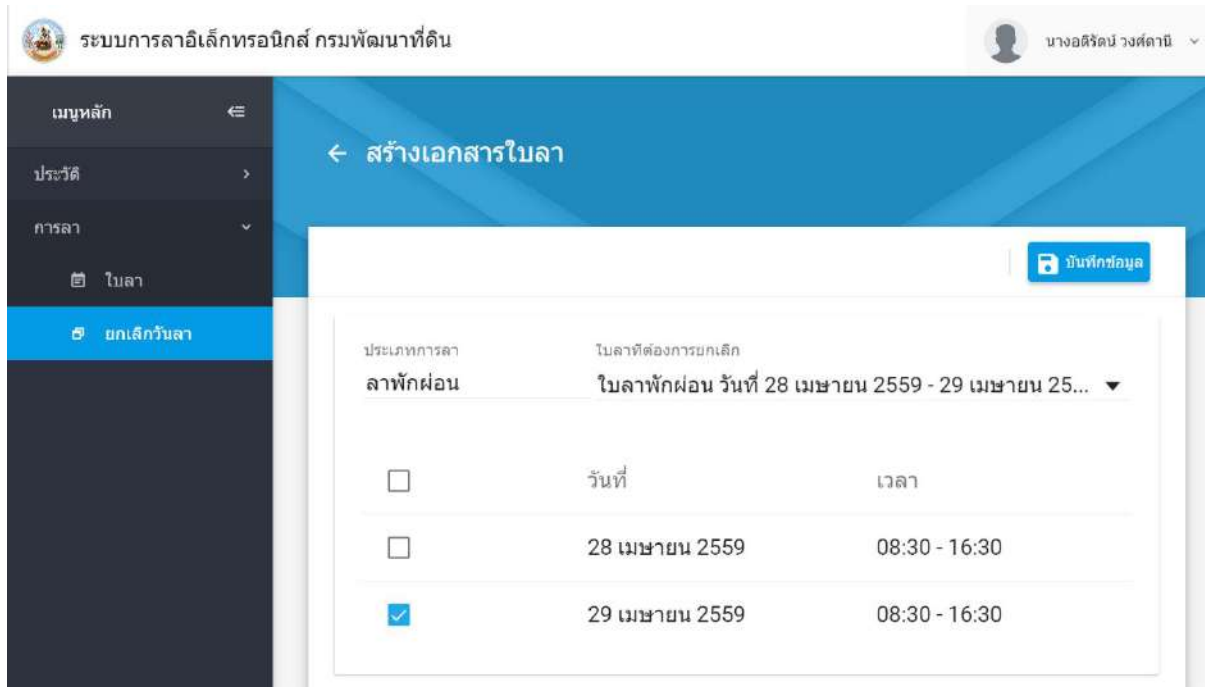 ระบบการลาอิเล็กทรอนิกส์ กรมพัฒนาที่ดิน
นางอติรัตน์ วงศ์ดานิ
เมนูหลัก
ประวัติ
การลา
ใบลา
ยกเลิกวันลา
สร้างเอกสารใบลา
บันทึกข้อมูล
ประเภทการลา
ใบลาที่ต้องการยกเลิก
ลาพักผ่อน
ใบลาพักผ่อน วันที่ 28 เมษายน 2559 - 29 เมษายน 25...
วันที่ เวลา
28 เมษายน 2559 08:30 - 16:30
29 เมษายน 2559 08:30 - 16:30